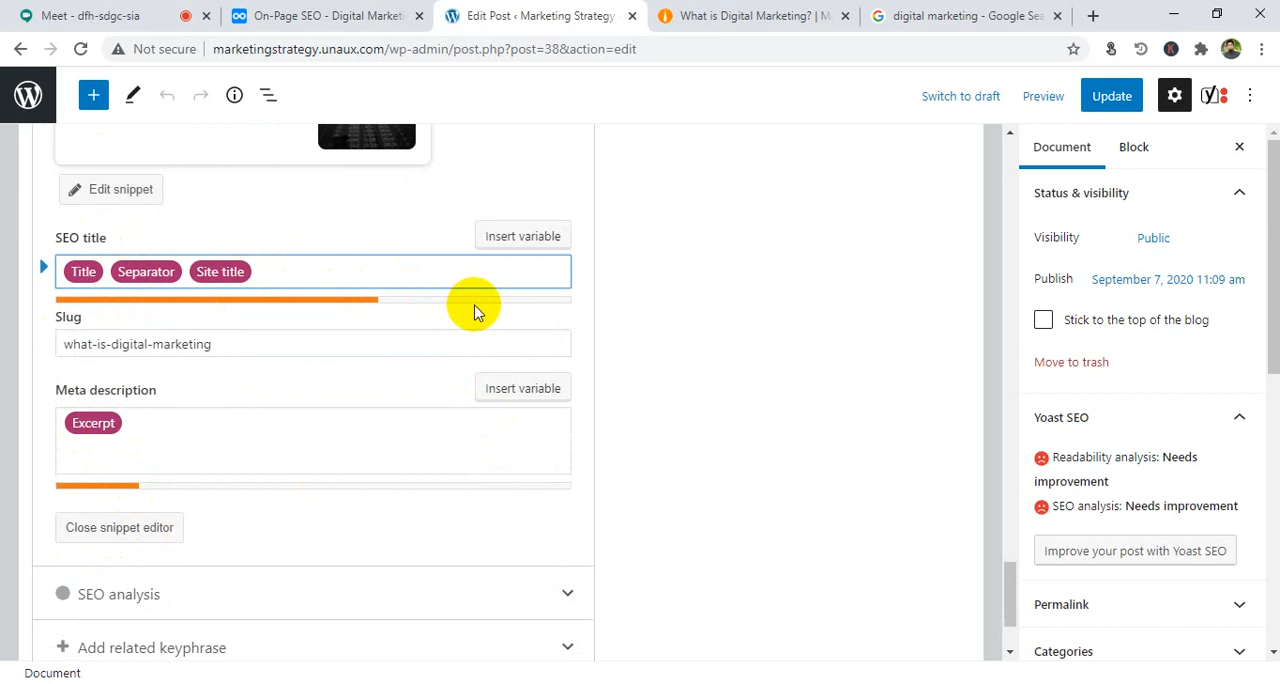 Meet - dfh-sdgc-sia
On-Page SEO - Digital Marketi
Edit Post ‹ Marketing Strategy
What is Digital Marketing? | M
digital marketing - Google Sea
Not secure
marketingstrategy.unaux.com/wp-admin/post.php?post=38&action=edit
Switch to draft
Preview
Update
Document
Block
Edit snippet
SEO title
Insert variable
Title
Separator
Site title
Slug
what-is-digital-marketing
Meta description
Insert variable
Excerpt
Close snippet editor
SEO analysis
Add related keyphrase
Status & visibility
Visibility
Public
Publish
September 7, 2020 11:09 am
Stick to the top of the blog
Move to trash
Yoast SEO
Readability analysis: Needs
improvement
SEO analysis: Needs improvement
Improve your post with Yoast SEO
Permalink
Categories
Document